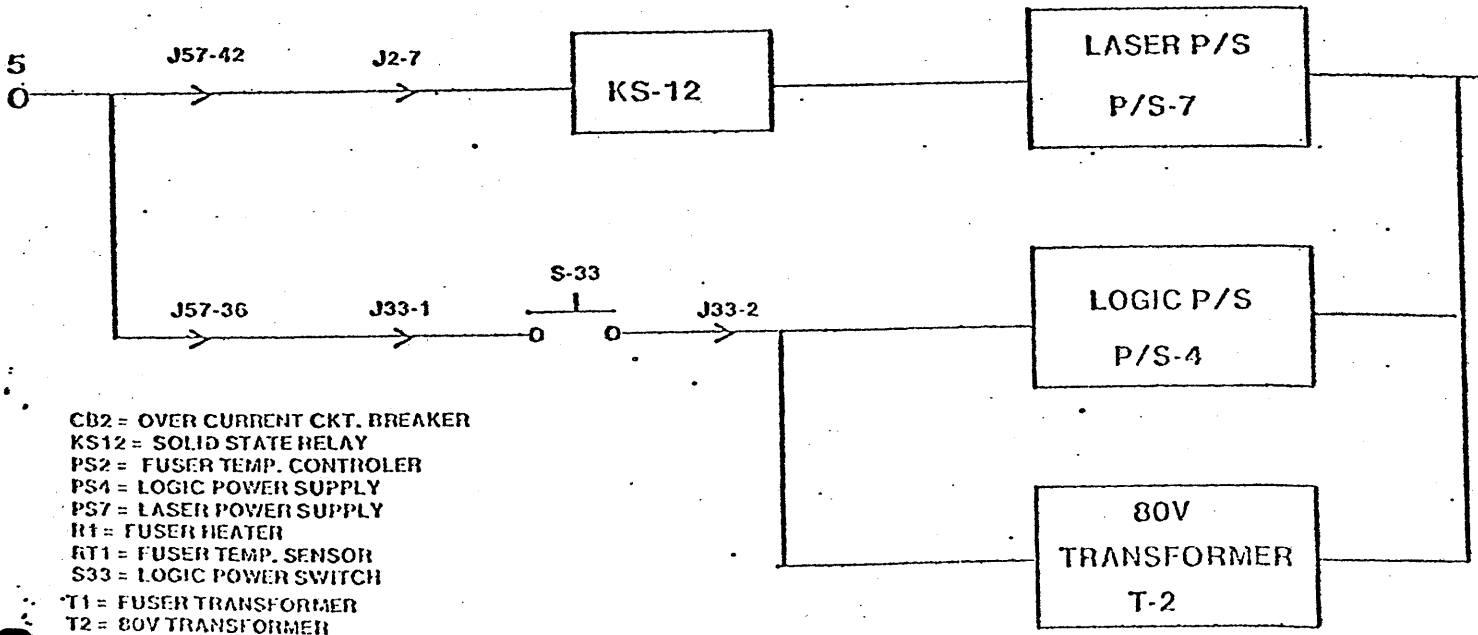 5
O
J57-42
J2-7
KS-12
LASER P/S
P/S-7
J57-36
J33-1
S-33
J33-2
LOGIC P/S
P/S-4
CB2 = OVER CURRENT CKT. BREAKER
KS12 = SOLID STATE RELAY
PS2 = FUSER TEMP. CONTROLER
PS4 = LOGIC POWER SUPPLY
PS7 = LASER POWER SUPPLY
R1 = FUSER HEATER
RT1 = FUSER TEMP. SENSOR
S33 = LOGIC POWER SWITCH
T1 = FUSER TRANSFORMER
T2 = 80V TRANSFORMER
80V
TRANSFORMER
T-2